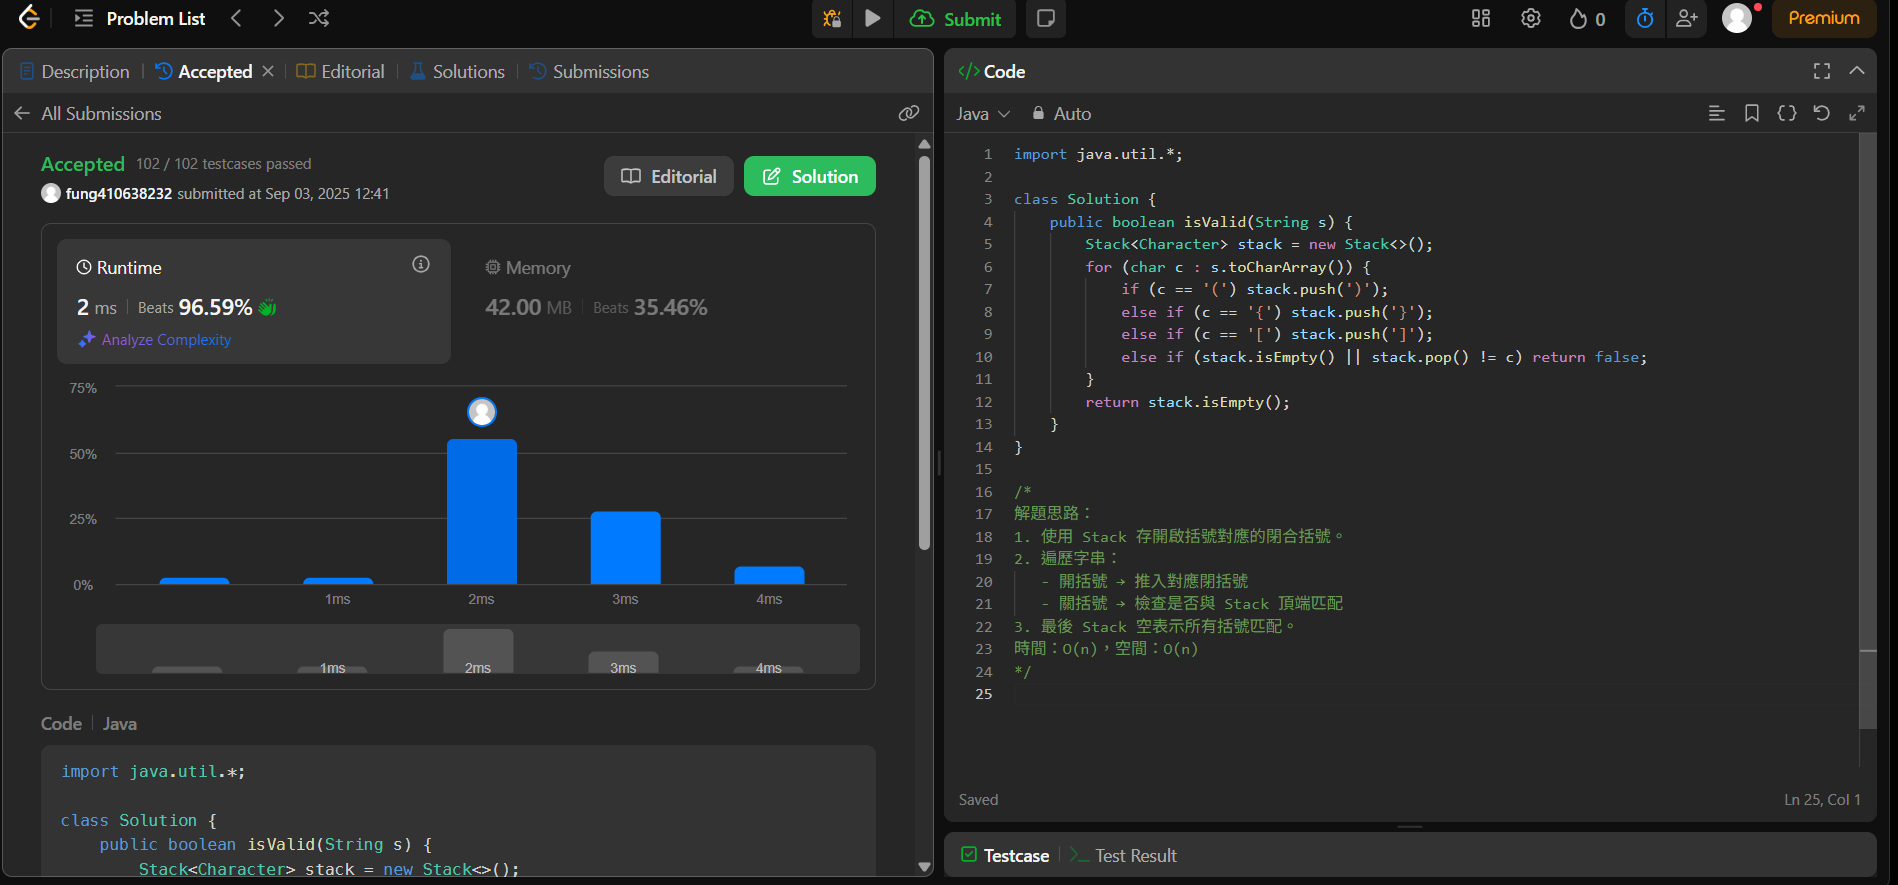 Problem List
Submit
0
Premium
Description
Accepted
Editorial
Solutions
Submissions
All Submissions
Accepted 102 / 102 testcases passed
fung410638232 submitted at Sep 03, 2025 12:41
Editorial
Solution
Runtime
2 ms Beats 96.59%
Analyze Complexity
Memory
42.00 MB Beats 35.46%
75%
50%
25%
0%
1ms 2ms 3ms 4ms
1ms 2ms 3ms 4ms
Code Java
import java.util.*;
class Solution {
public boolean isValid(String s) {
Stack<Character> stack = new Stack<>();
</> Code
Java Auto
1 import java.util.*;
2
3 class Solution {
4 public boolean isValid(String s) {
5 Stack<Character> stack = new Stack<>();
6 for (char c : s.toCharArray()) {
7 if (c == '(') stack.push(')');
8 else if (c == '{') stack.push('}');
9 else if (c == '[') stack.push(']');
10 else if (stack.isEmpty() || stack.pop() != c) return false;
11 }
12 return stack.isEmpty();
13 }
14 }
15
16 /*
17 解題思路：
18 1. 使用 Stack 存開啟括號對應的閉合括號。
19 2. 遍歷字串：
20 - 開括號 → 推入對應閉括號
21 - 關括號 → 檢查是否與 Stack 頂端匹配
22 3. 最後 Stack 空表示所有括號匹配。
23 時間：O(n)，空間：O(n)
24 */
25
Saved
Ln 25, Col 1
Testcase
Test Result